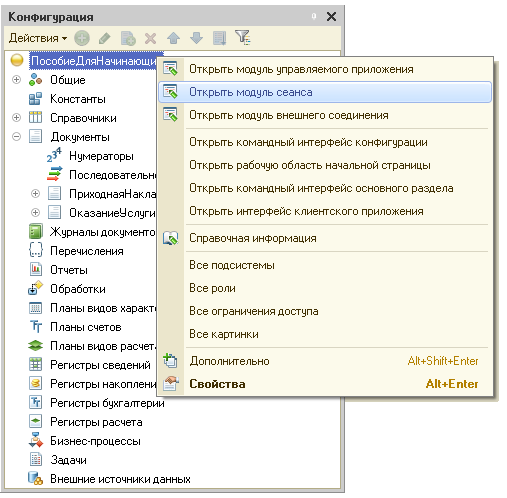 Конфигурация
Действия
ПособиеДляНачинающи
Общие
Константы
Справочники
Документы
Нумераторы
Последовательно
ПриходнаяНакла
ОказаниеУслуги
Журналы документо
Перечисления
Отчеты
Обработки
Планы видов характ
Планы счетов
Планы видов расчета
Регистры сведений
Регистры накоплени
Регистры бухгалтерии
Регистры расчета
Бизнес-процессы
Задачи
Внешние источники данных
Открыть модуль управляемого приложения
Открыть модуль сеанса
Открыть модуль внешнего соединения
Открыть командный интерфейс конфигурации
Открыть рабочую область начальной страницы
Открыть командный интерфейс основного раздела
Открыть интерфейс клиентского приложения
Справочная информация
Все подсистемы
Все роли
Все ограничения доступа
Все картинки
Дополнительно Alt+Shift+Enter
Свойства Alt+Enter